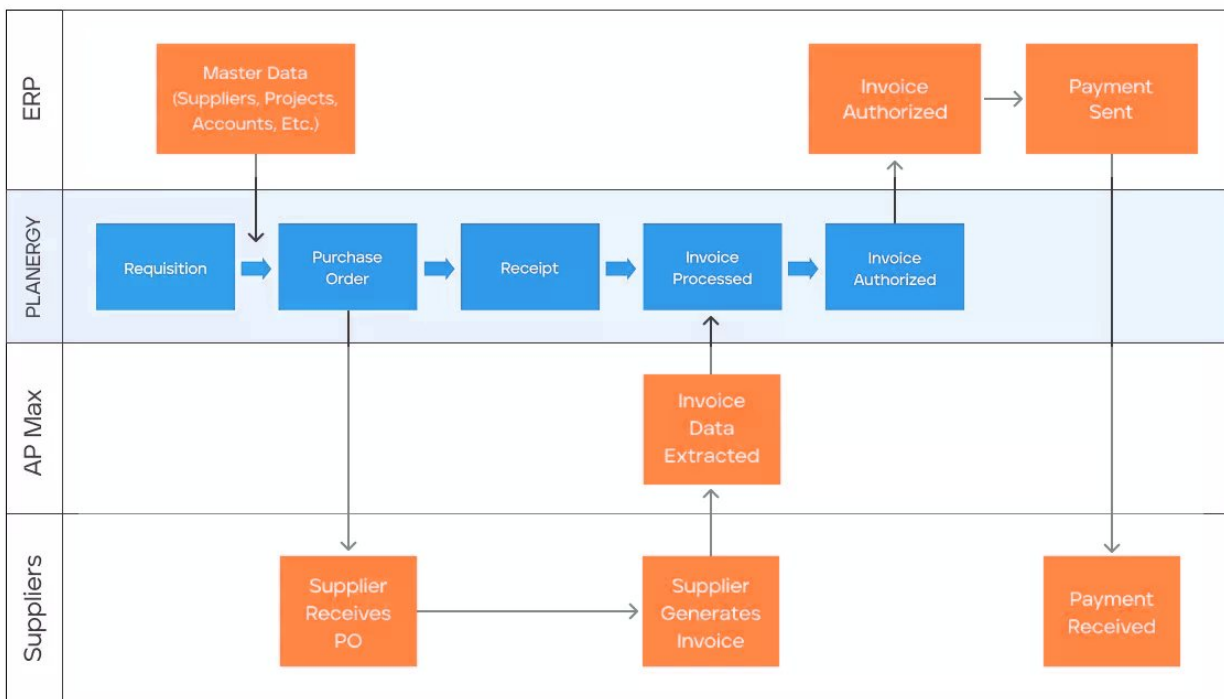 ERP
Master Data
(Suppliers, Projects,
Accounts, Etc.)
Invoice
Authorized
Payment
Sent
PLANERGY
Requisition
Purchase
Order
Receipt
Invoice
Processed
Invoice
Authorized
AP Max
Invoice
Data
Extracted
Suppliers
Supplier
Receives
PO
Supplier
Generates
Invoice
Payment
Received